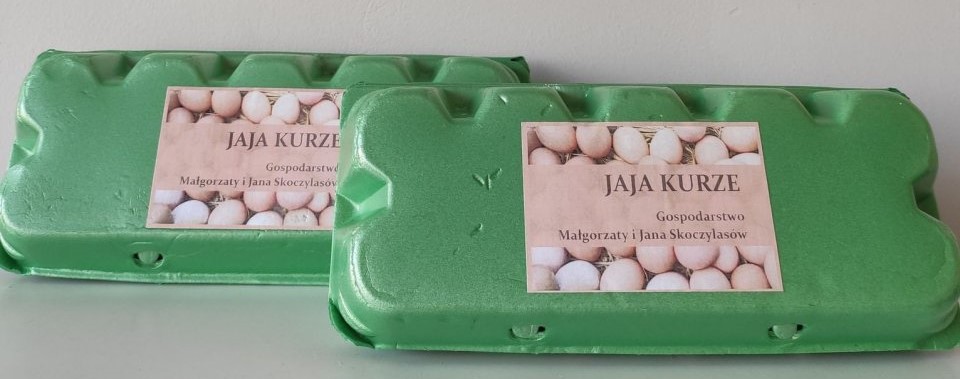 JAJA KURZE
Gospodarstwo
Małgorzaty i Jana Skoczylasów
JAJA KURZE
Gospodarstwo
Małgorzaty i Jana Skoczylasów